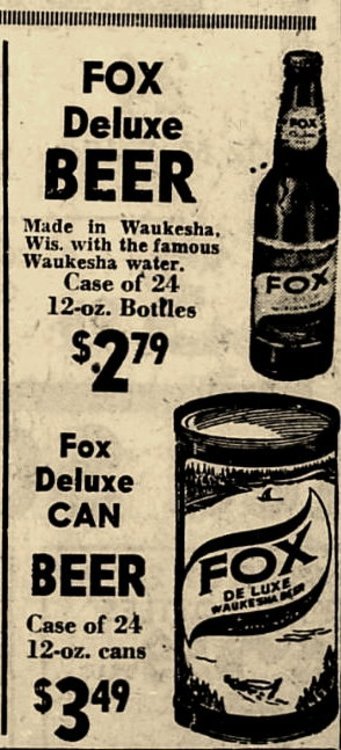 FOX
Deluxe
BEER
Made in Waukesha,
Wis. with the famous
Waukesha water.
Case of 24
12-oz. Bottles
$2.79
FOX
FOX
Fox
Deluxe
CAN
BEER
Case of 24
12-oz. cans
$3.49
FOX
DE LUXE
WAUKESHA BEER